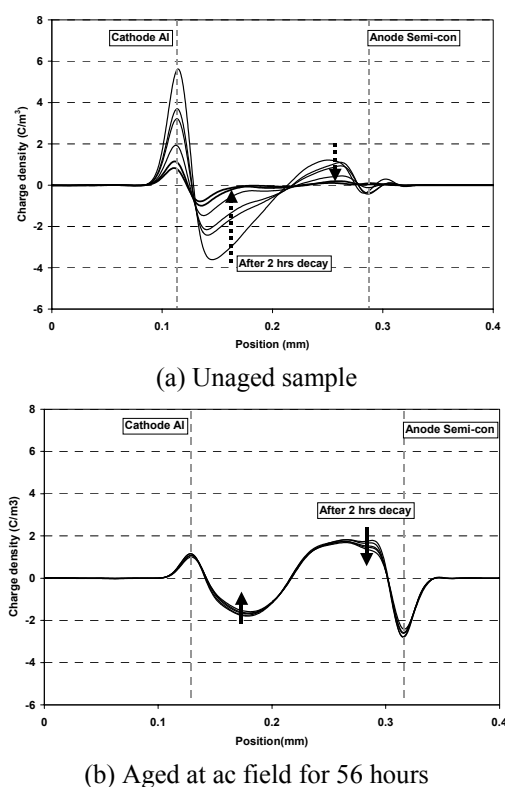 Cathode Al
Anode Semi-con
8
6
4
2
0
-2
-4
-6
Charge density (C/m³)
After 2 hrs decay
0 0.1 0.2 0.3 0.4
Position (mm)
(a) Unaged sample
Cathode Al
Anode Semi-con
8
6
4
2
0
-2
-4
-6
Charge density (C/m3)
After 2 hrs decay
0 0.1 0.2 0.3 0.4
Position(mm)
(b) Aged at ac field for 56 hours